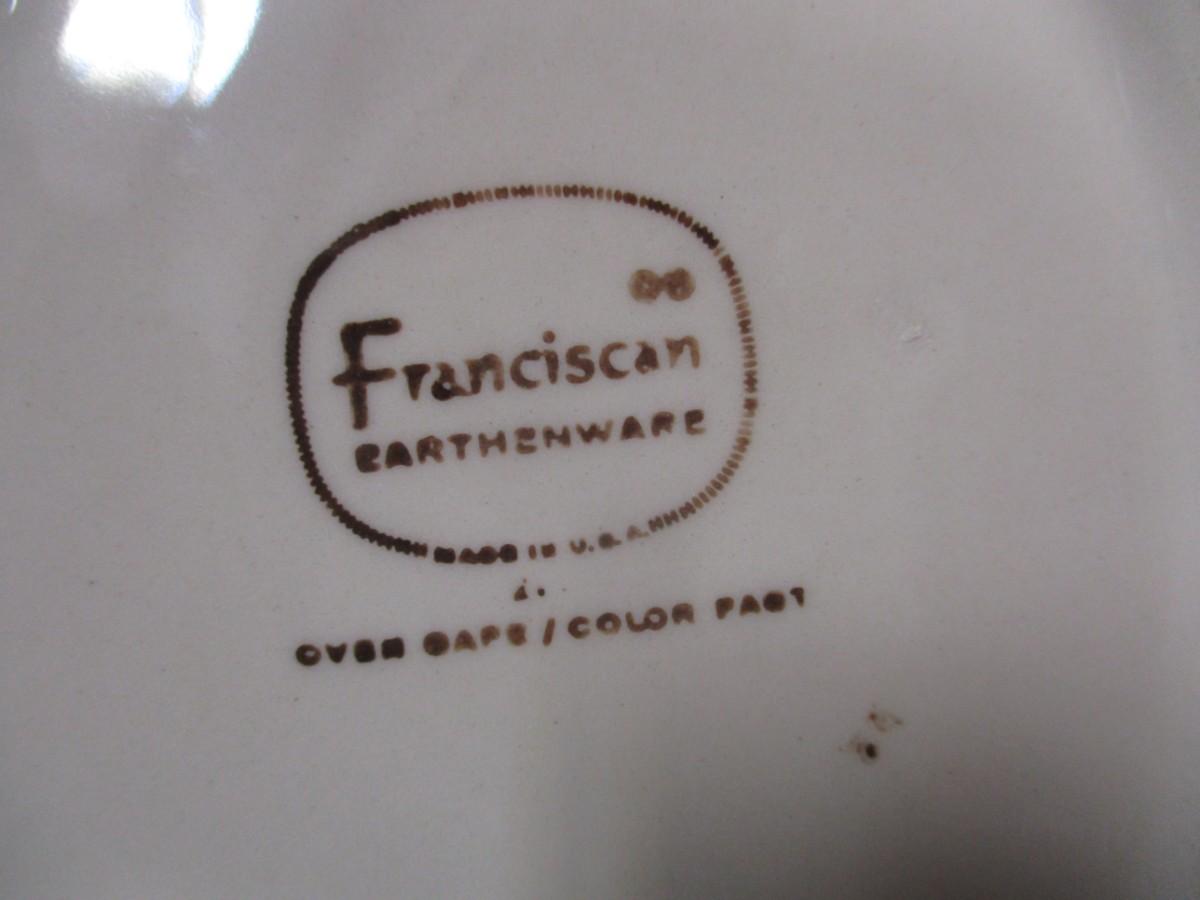 Franciscan
EARTHENWARE
MADE IN U.S.A.
OVEN SAFE / COLOR FAST